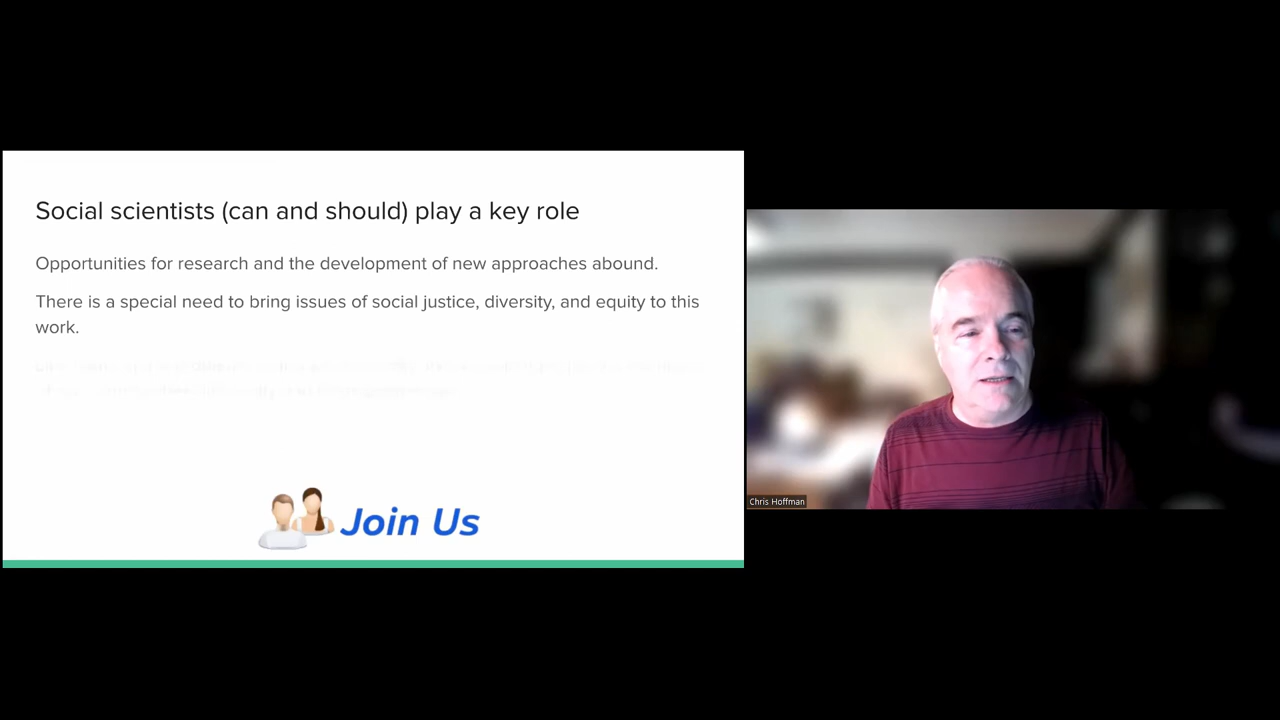 Social scientists (can and should) play a key role
Opportunities for research and the development of new approaches abound.
There is a special need to bring issues of social justice, diversity, and equity to this
work.
Join Us
Chris Hoffman